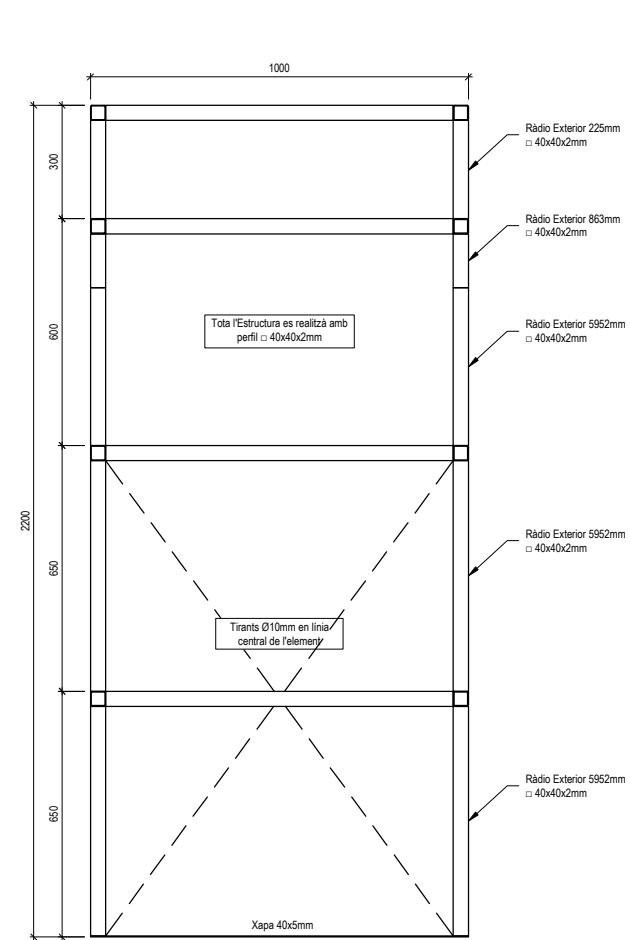 1000
Ràdio Exterior 225mm
□ 40x40x2mm
300
Ràdio Exterior 863mm
□ 40x40x2mm
Tota l'Estructura es realitzà amb
perfil □ 40x40x2mm
Ràdio Exterior 5952mm
□ 40x40x2mm
600
2200
650
Ràdio Exterior 5952mm
□ 40x40x2mm
Tirants Ø10mm en línia
central de l'element
Ràdio Exterior 5952mm
□ 40x40x2mm
650
Xapa 40x5mm